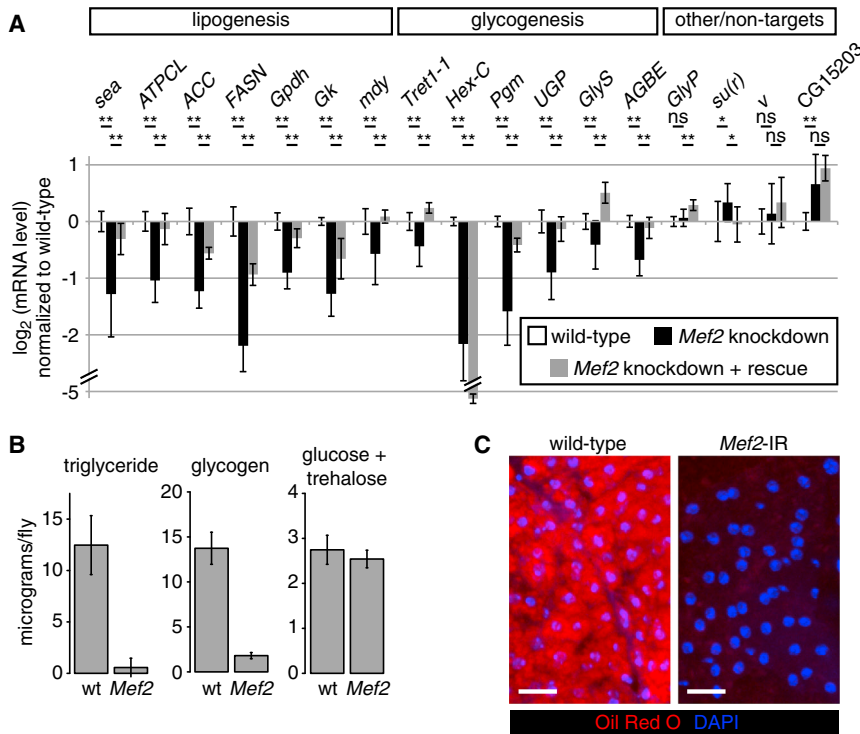 A
lipogenesis glycogenesis other/non-targets
sea ATPCL ACC FASN Gpdh Gk mdy Tret1-1 Hex-C Pgm UGP GlyS AGBE GlyP su(r) v CG15203
** ** ** ** ** ** ** ** ** ** ** ** ** ns * ns **
** ** ** ** ** ** ** ** ** ** ** ** ** ** * ns ns
1
0
-1
-2
-5
log2 (mRNA level)
normalized to wild-type
wild-type Mef2 knockdown
Mef2 knockdown + rescue
B
triglyceride
glycogen
glucose +
trehalose
micrograms/fly
15
10
5
0
wt Mef2
20
15
10
5
0
wt Mef2
4
3
2
1
0
wt Mef2
C
wild-type Mef2-IR
Oil Red O DAPI